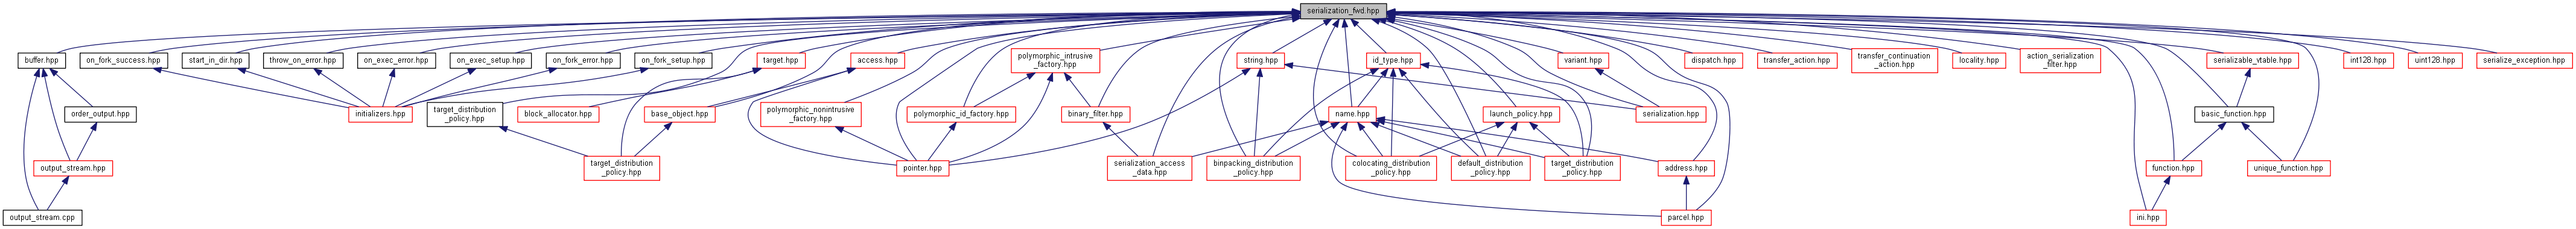 serialization_fwd.hpp
buffer.hpp
on_fork_success.hpp
start_in_dir.hpp
throw_on_error.hpp
on_exec_error.hpp
on_exec_setup.hpp
on_fork_error.hpp
on_fork_setup.hpp
target.hpp
access.hpp
polymorphic_intrusive
_factory.hpp
string.hpp
id_type.hpp
variant.hpp
dispatch.hpp
transfer_action.hpp
transfer_continuation
_action.hpp
locality.hpp
action_serialization
_filter.hpp
serializable_vtable.hpp
int128.hpp
uint128.hpp
serialize_exception.hpp
order_output.hpp
initializers.hpp
target_distribution
_policy.hpp
block_allocator.hpp
base_object.hpp
polymorphic_nonintrusive
_factory.hpp
polymorphic_id_factory.hpp
binary_filter.hpp
name.hpp
launch_policy.hpp
serialization.hpp
basic_function.hpp
output_stream.hpp
target_distribution
_policy.hpp
pointer.hpp
serialization_access
_data.hpp
binpacking_distribution
_policy.hpp
colocating_distribution
_policy.hpp
default_distribution
_policy.hpp
target_distribution
_policy.hpp
address.hpp
function.hpp
unique_function.hpp
output_stream.cpp
parcel.hpp
ini.hpp